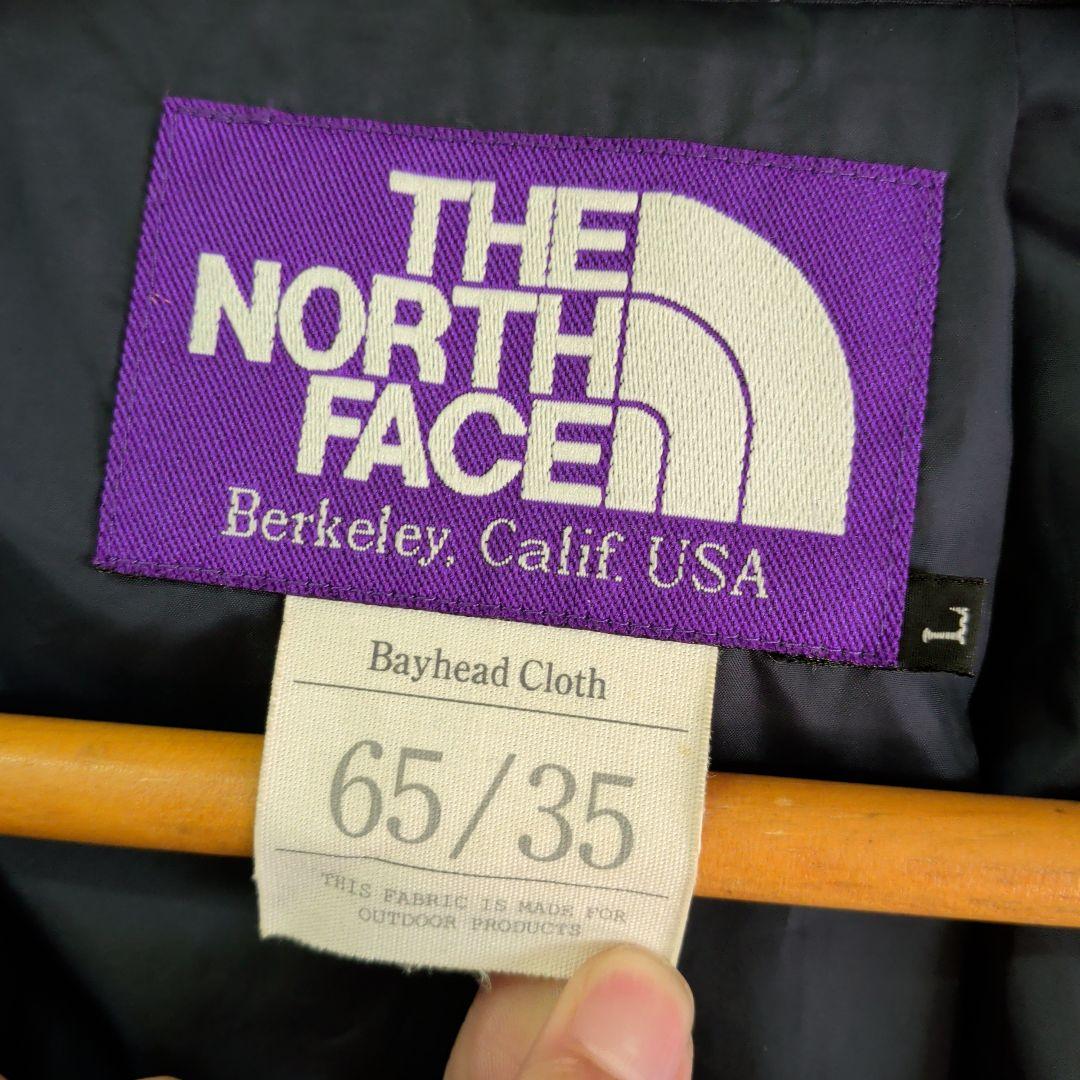 THE
NORTH
FACE
Berkeley, Calif. USA
L
Bayhead Cloth
65/35
THIS FABRIC IS MADE FOR
OUTDOOR PRODUCTS